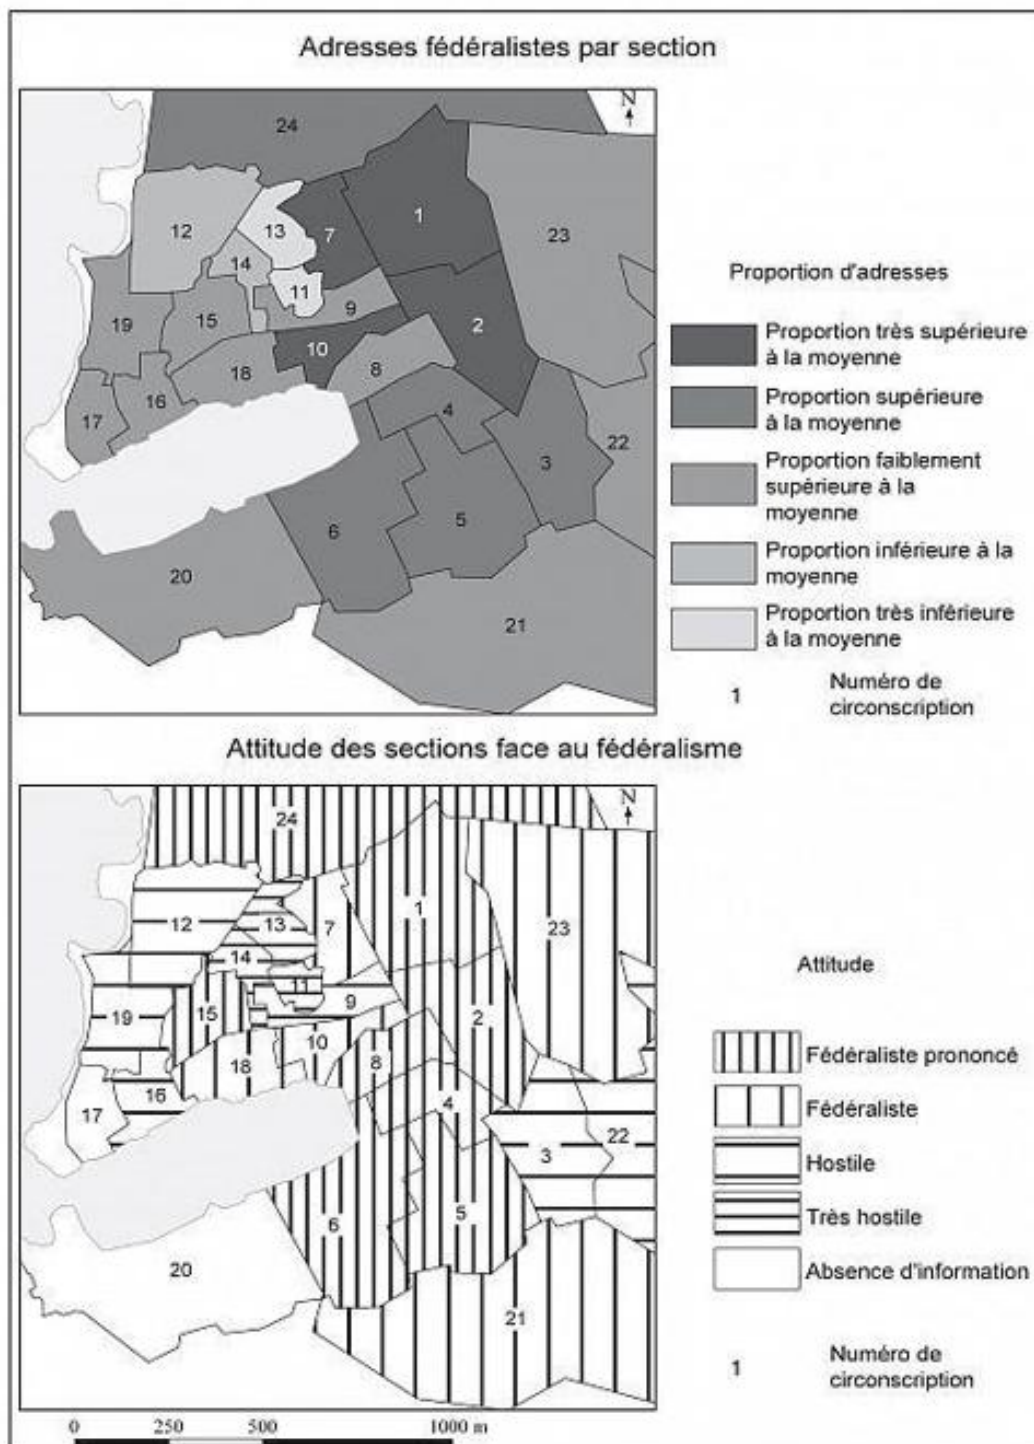 Adresses fédéralistes par section
N
24
1
23
12
13
7
14
11
9
2
19
15
10
8
18
16
17
4
22
3
6
5
20
21
Proportion d'adresses
Proportion très supérieure
à la moyenne
Proportion supérieure
à la moyenne
Proportion faiblement
supérieure à la
moyenne
Proportion inférieure à la
moyenne
Proportion très inférieure
à la moyenne
1
Numéro de
circonscription
Attitude des sections face au fédéralisme
N
24
1
23
12
13
7
14
11
9
2
19
15
10
8
18
16
17
4
22
3
6
5
20
21
Attitude
Fédéraliste prononcé
Fédéraliste
Hostile
Très hostile
Absence d'information
1
Numéro de
circonscription
0 250 500 1000 m